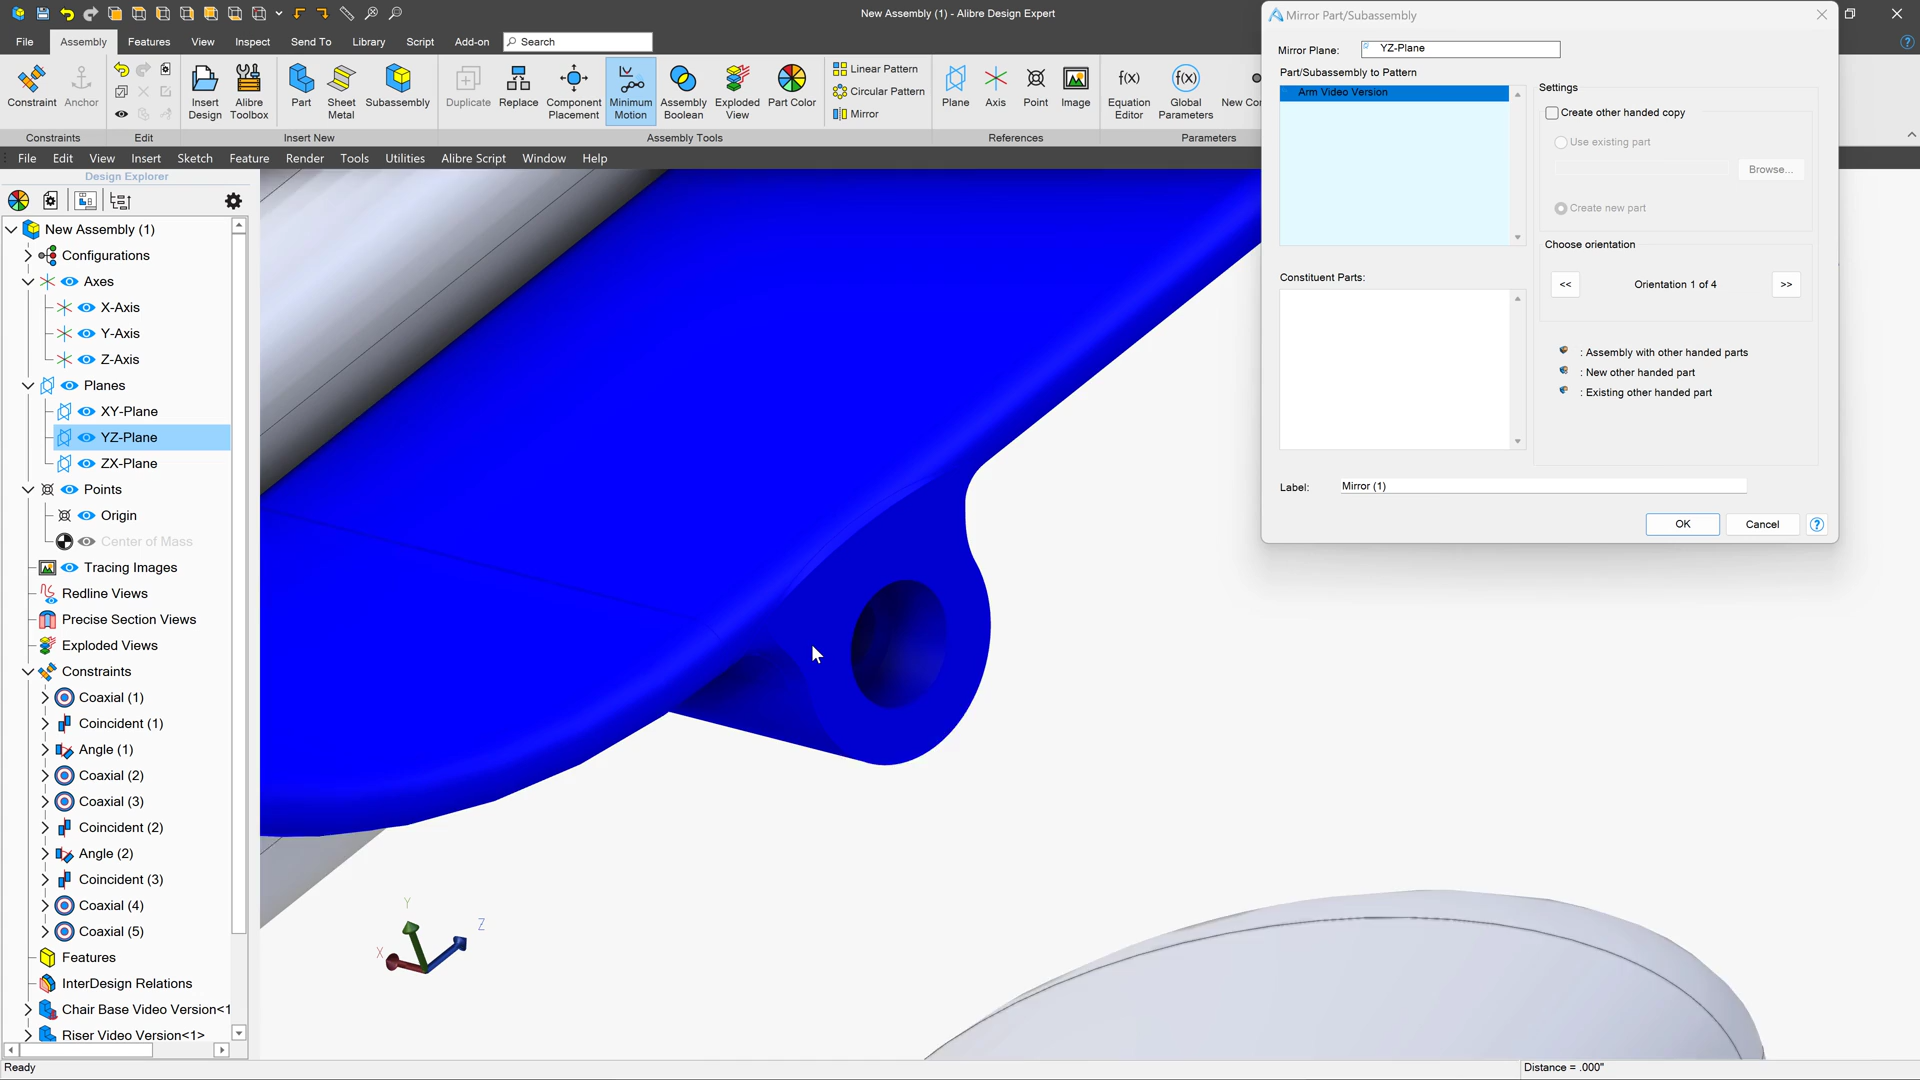 New Assembly (1) - Alibre Design Expert
File Assembly Features View Inspect Send To Library Script Add-on Search
Constraint Anchor
Insert Design Alibre Toolbox
Part Sheet Metal Subassembly
Duplicate Replace Component Placement Minimum Motion Assembly Boolean Exploded View Part Color
Linear Pattern
Circular Pattern
Mirror
Plane Axis Point Image
f(x) Equation Editor f(x) Global Parameters New Con
Constraints Edit Insert New Assembly Tools References Parameters
File Edit View Insert Sketch Feature Render Tools Utilities Alibre Script Window Help
Design Explorer
New Assembly (1)
Configurations
Axes
X-Axis
Y-Axis
Z-Axis
Planes
XY-Plane
YZ-Plane
ZX-Plane
Points
Origin
Center of Mass
Tracing Images
Redline Views
Precise Section Views
Exploded Views
Constraints
Coaxial (1)
Coincident (1)
Angle (1)
Coaxial (2)
Coaxial (3)
Coincident (2)
Angle (2)
Coincident (3)
Coaxial (4)
Coaxial (5)
Features
InterDesign Relations
Chair Base Video Version<1
Riser Video Version<1>
Y
Z
X
Mirror Part/Subassembly
Mirror Plane: YZ-Plane
Part/Subassembly to Pattern
Arm Video Version
Constituent Parts:
Settings
Create other handed copy
Use existing part
Browse...
Create new part
Choose orientation
<< Orientation 1 of 4 >>
: Assembly with other handed parts
: New other handed part
: Existing other handed part
Label: Mirror (1)
OK Cancel ?
Ready
Distance = .000"